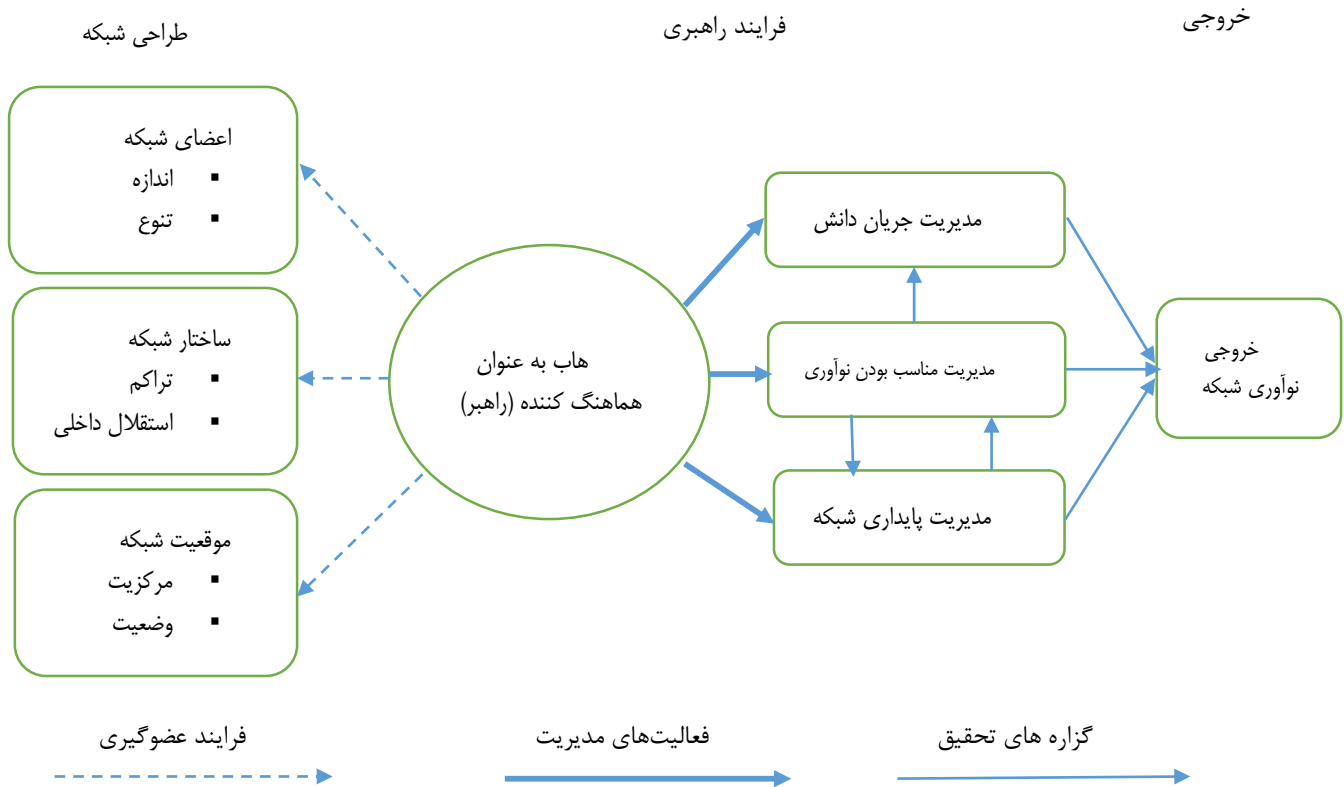 خروجی
فرایند راهبری
طراحی شبکه
اعضای شبکه
▪ اندازه
▪ تنوع
ساختار شبکه
▪ تراکم
▪ استقلال داخلی
موقعیت شبکه
▪ مرکزیت
▪ وضعیت
هاب به عنوان
هماهنگ کننده (راهبر)
مدیریت جریان دانش
مدیریت مناسب بودن نوآوری
مدیریت پایداری شبکه
خروجی
نوآوری شبکه
گزاره های تحقیق
فعالیت‌های مدیریت
فرایند عضوگیری